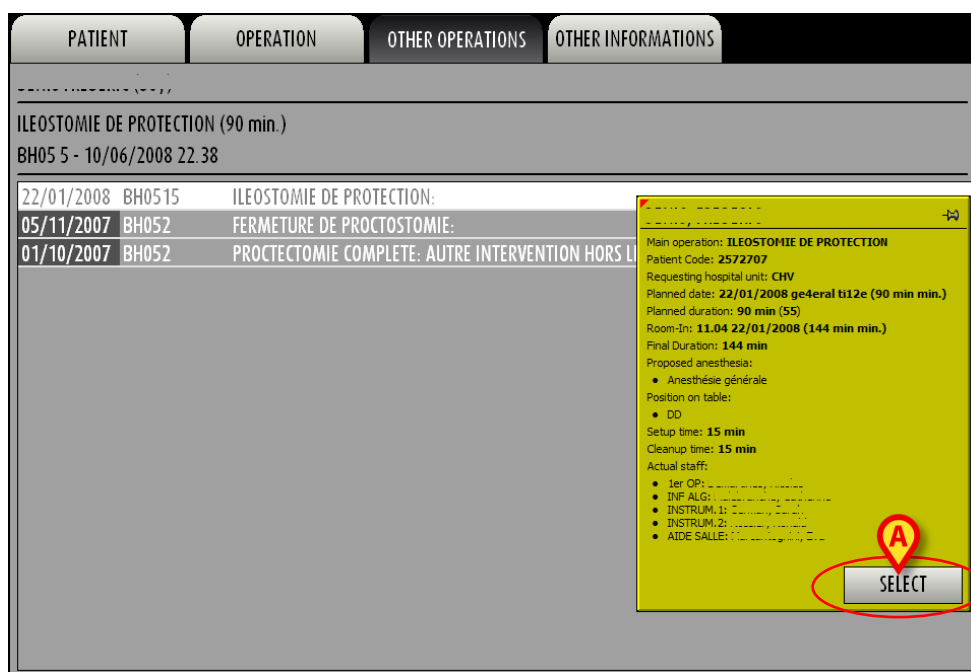 PATIENT
OPERATION
OTHER OPERATIONS
OTHER INFORMATIONS
ILEOSTOMIE DE PROTECTION (90 min.)
BH05 5 - 10/06/2008 22.38
22/01/2008 BH0515 ILEOSTOMIE DE PROTECTION:
05/11/2007 BH052 FERMETURE DE PROCTOSTOMIE:
01/10/2007 BH052 PROCTECTOMIE COMPLETE: AUTRE INTERVENTION HORS
Main operation: ILEOSTOMIE DE PROTECTION
Patient Code: 2572707
Requesting hospital unit: CHV
Planned date: 22/01/2008 ge4eral ti12e (90 min min.)
Planned duration: 90 min (55)
Room-In: 11.04 22/01/2008 (144 min min.)
Final Duration: 144 min
Proposed anesthesia:
• Anesthésie générale
Position on table:
• DD
Setup time: 15 min
Cleanup time: 15 min
Actual staff:
• 1er OP:
• INF ALG:
• INSTRUM.1:
• INSTRUM.2:
• AIDE SALLE:
A
SELECT